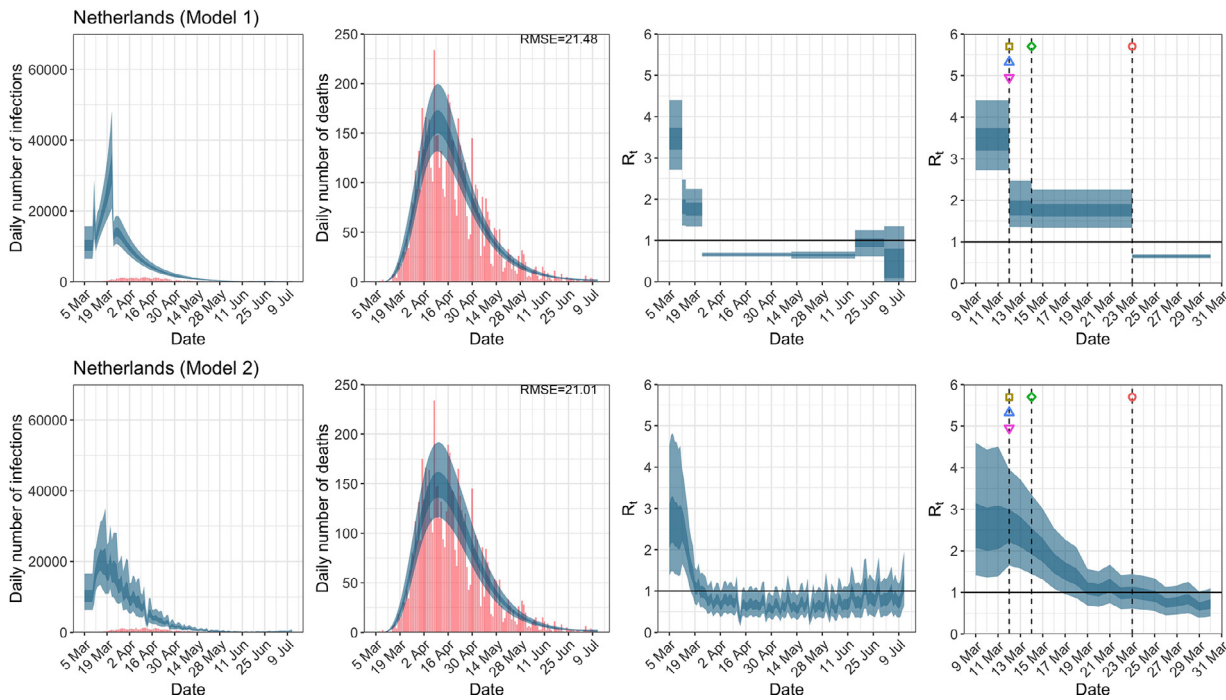 Netherlands (Model 1)
Daily number of infections
60000
40000
20000
0
5 Mar
19 Mar
2 Apr
16 Apr
30 Apr
14 May
28 May
11 Jun
25 Jun
9 Jul
Date
Daily number of deaths
250
200
150
100
50
0
RMSE=21.48
5 Mar
19 Mar
2 Apr
16 Apr
30 Apr
14 May
28 May
11 Jun
25 Jun
9 Jul
Date
Rt
6
5
4
3
2
1
0
5 Mar
19 Mar
2 Apr
16 Apr
30 Apr
14 May
28 May
11 Jun
25 Jun
9 Jul
Date
Rt
6
5
4
3
2
1
0
9 Mar
11 Mar
13 Mar
15 Mar
17 Mar
19 Mar
21 Mar
23 Mar
25 Mar
27 Mar
29 Mar
31 Mar
Date
Netherlands (Model 2)
Daily number of infections
60000
40000
20000
0
5 Mar
19 Mar
2 Apr
16 Apr
30 Apr
14 May
28 May
11 Jun
25 Jun
9 Jul
Date
Daily number of deaths
250
200
150
100
50
0
RMSE=21.01
5 Mar
19 Mar
2 Apr
16 Apr
30 Apr
14 May
28 May
11 Jun
25 Jun
9 Jul
Date
Rt
6
5
4
3
2
1
0
5 Mar
19 Mar
2 Apr
16 Apr
30 Apr
14 May
28 May
11 Jun
25 Jun
9 Jul
Date
Rt
6
5
4
3
2
1
0
9 Mar
11 Mar
13 Mar
15 Mar
17 Mar
19 Mar
21 Mar
23 Mar
25 Mar
27 Mar
29 Mar
31 Mar
Date